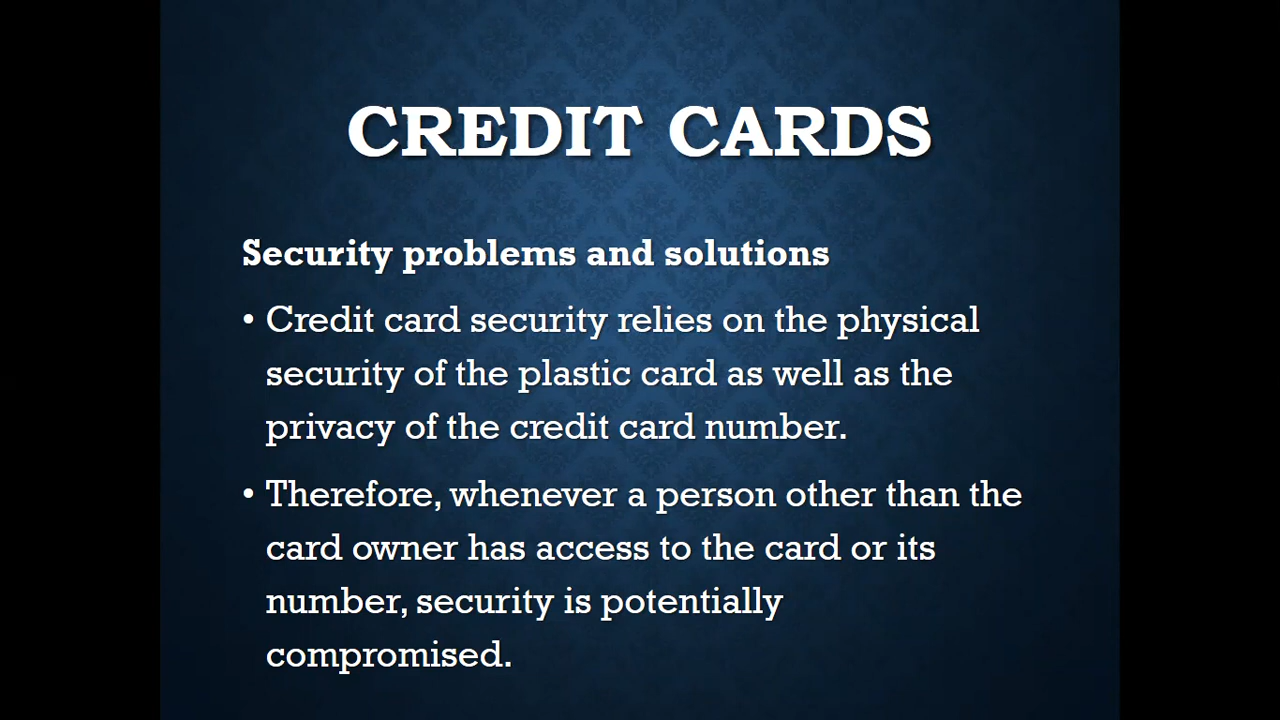 CREDIT CARDS
Security problems and solutions
• Credit card security relies on the physical
security of the plastic card as well as the
privacy of the credit card number.
• Therefore, whenever a person other than the
card owner has access to the card or its
number, security is potentially
compromised.